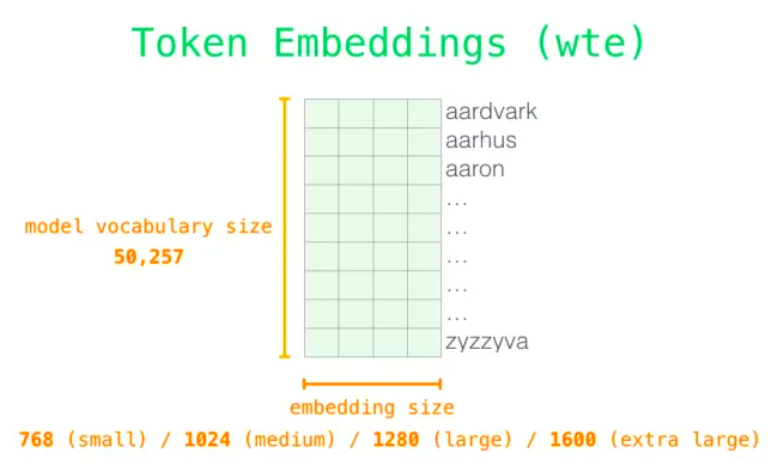 Token Embeddings (wte)
aardvark
aarhus
aaron
...
...
...
...
...
zyzzyva
model vocabulary size
50,257
embedding size
768 (small) / 1024 (medium) / 1280 (large) / 1600 (extra large)